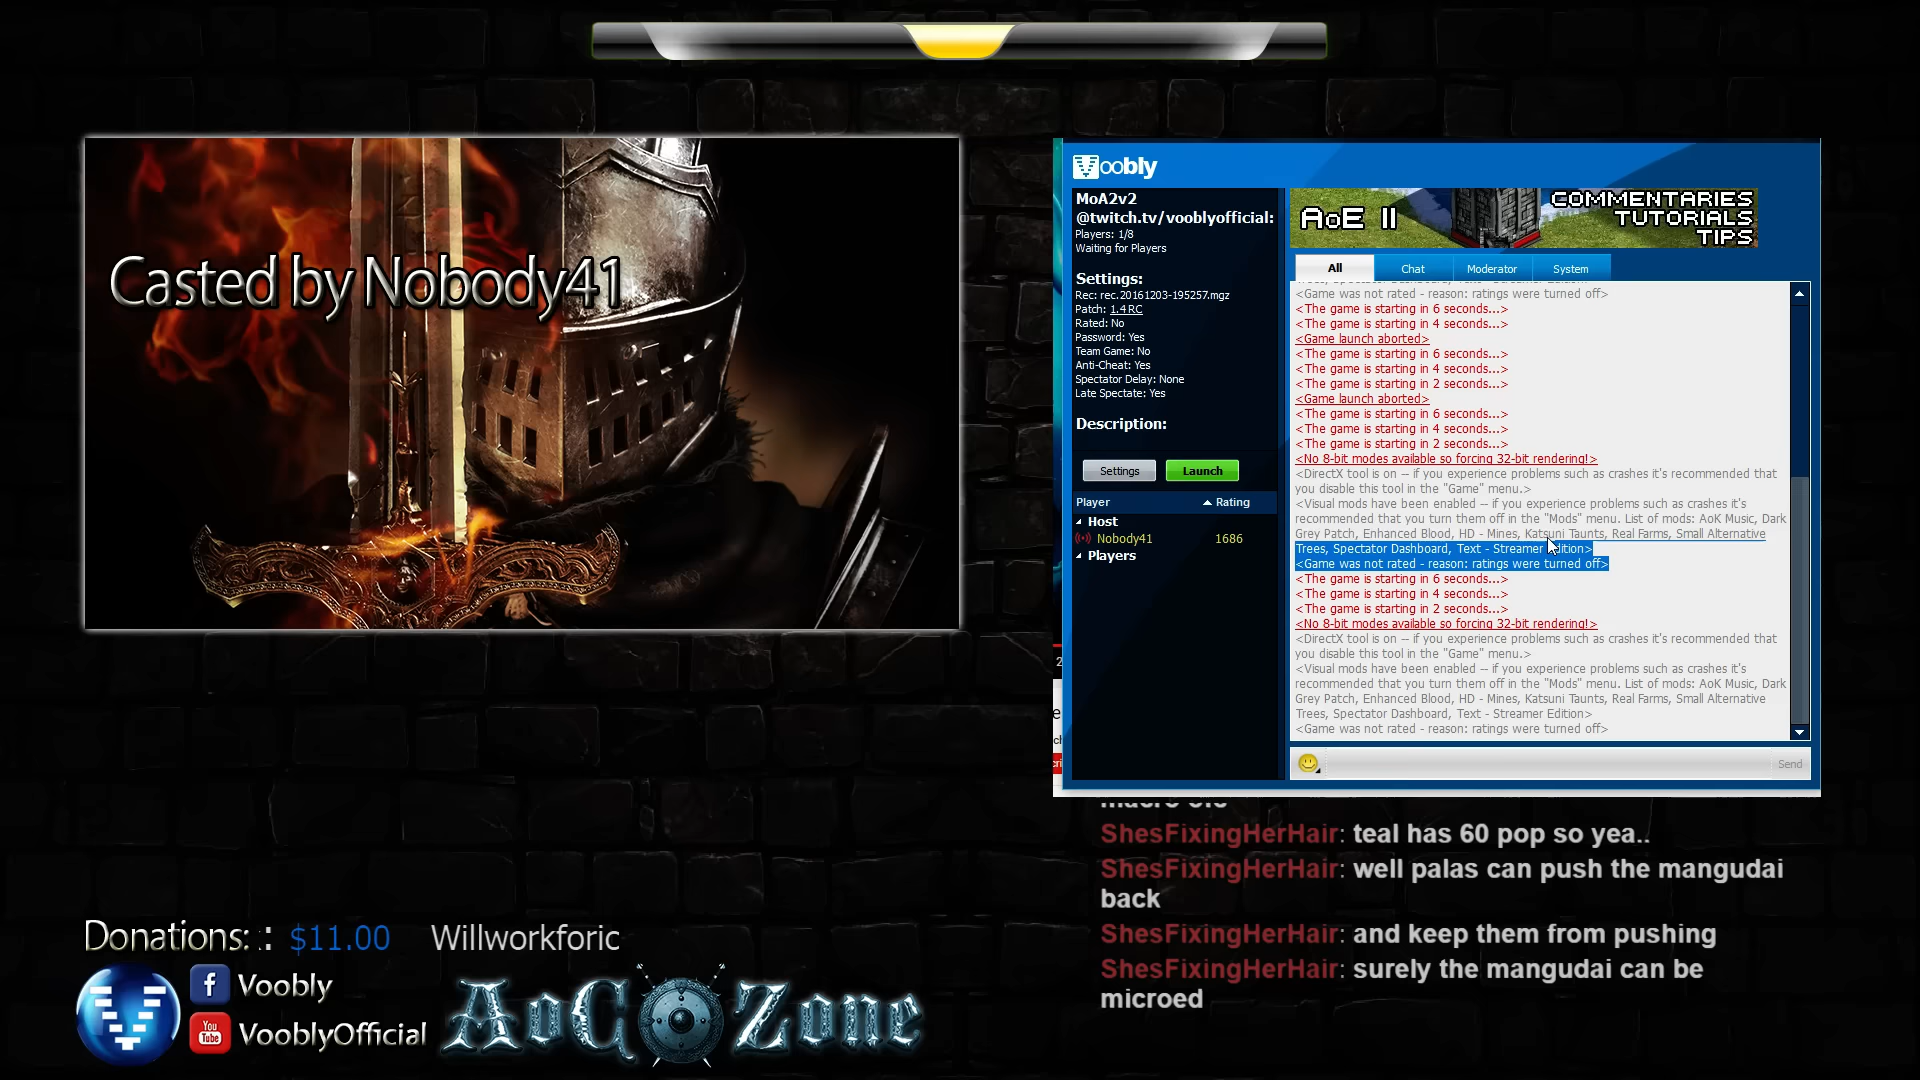 Casted by Nobody41
Voobly
MoA2v2
@twitch.tv/vooblyofficial:
Players: 1/8
Waiting for Players
Settings:
Rec: rec.20161203-195257.mgz
Patch: 1.4 RC
Rated: No
Password: Yes
Team Game: No
Anti-Cheat: Yes
Spectator Delay: None
Late Spectate: Yes
Description:
Settings
Launch
Player Rating
Host
Nobody41 1686
Players
AoE II
COMMENTARIES
TUTORIALS
TIPS
All Chat Moderator System
<Game was not rated - reason: ratings were turned off>
<The game is starting in 6 seconds...>
<The game is starting in 4 seconds...>
<Game launch aborted>
<The game is starting in 6 seconds...>
<The game is starting in 4 seconds...>
<The game is starting in 2 seconds...>
<Game launch aborted>
<The game is starting in 6 seconds...>
<The game is starting in 4 seconds...>
<The game is starting in 2 seconds...>
<No 8-bit modes available so forcing 32-bit rendering!>
<DirectX tool is on -- if you experience problems such as crashes it's recommended that
you disable this tool in the "Game" menu.>
<Visual mods have been enabled -- if you experience problems such as crashes it's
recommended that you turn them off in the "Mods" menu. List of mods: AoK Music, Dark
Grey Patch, Enhanced Blood, HD - Mines, Katsuni Taunts, Real Farms, Small Alternative
Trees, Spectator Dashboard, Text - Streamer Edition>
<Game was not rated - reason: ratings were turned off>
<The game is starting in 6 seconds...>
<The game is starting in 4 seconds...>
<The game is starting in 2 seconds...>
<No 8-bit modes available so forcing 32-bit rendering!>
<DirectX tool is on -- if you experience problems such as crashes it's recommended that
you disable this tool in the "Game" menu.>
<Visual mods have been enabled -- if you experience problems such as crashes it's
recommended that you turn them off in the "Mods" menu. List of mods: AoK Music, Dark
Grey Patch, Enhanced Blood, HD - Mines, Katsuni Taunts, Real Farms, Small Alternative
Trees, Spectator Dashboard, Text - Streamer Edition>
<Game was not rated - reason: ratings were turned off>
Send
ShesFixingHerHair: teal has 60 pop so yea..
ShesFixingHerHair: well palas can push the mangudai
back
ShesFixingHerHair: and keep them from pushing
ShesFixingHerHair: surely the mangudai can be
microed
Donations: : $11.00 Willworkforic
f Voobly
You Tube VooblyOfficial
AoC Zone